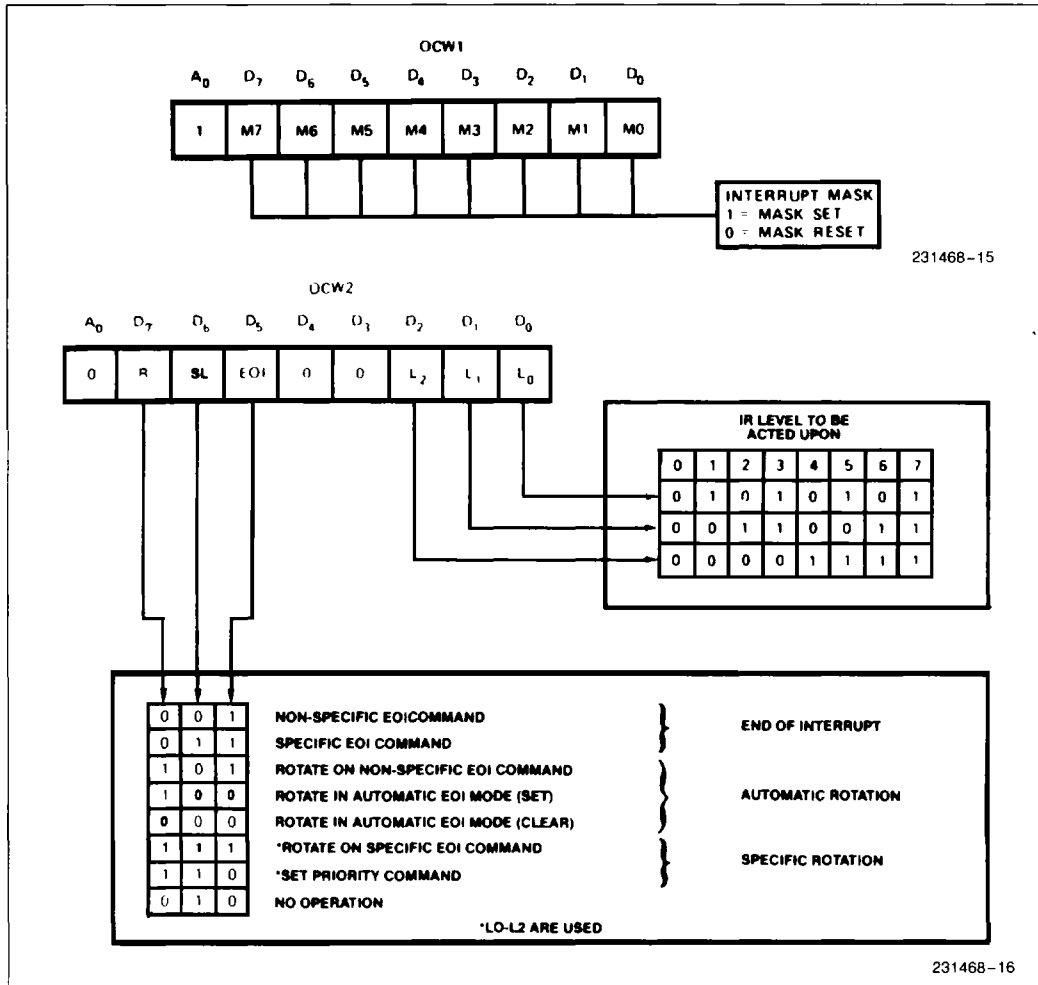 OCW1
A0 D7 D6 D5 D4 D3 D2 D1 D0
1 M7 M6 M5 M4 M3 M2 M1 M0
INTERRUPT MASK
1 = MASK SET
0 = MASK RESET
231468-15
OCW2
A0 D7 D6 D5 D4 D3 D2 D1 D0
0 R SL EOI 0 0 L2 L1 L0
IR LEVEL TO BE
ACTED UPON
0 1 2 3 4 5 6 7
0 1 0 1 0 1 0 1
0 0 1 1 0 0 1 1
0 0 0 0 1 1 1 1
0 0 1 NON-SPECIFIC EOICOMMAND
0 1 1 SPECIFIC EOI COMMAND
END OF INTERRUPT
1 0 1 ROTATE ON NON-SPECIFIC EOI COMMAND
1 0 0 ROTATE IN AUTOMATIC EOI MODE (SET)
0 0 0 ROTATE IN AUTOMATIC EOI MODE (CLEAR)
AUTOMATIC ROTATION
1 1 1 *ROTATE ON SPECIFIC EOI COMMAND
1 1 0 *SET PRIORITY COMMAND
SPECIFIC ROTATION
0 1 0 NO OPERATION
*LO-L2 ARE USED
231468-16